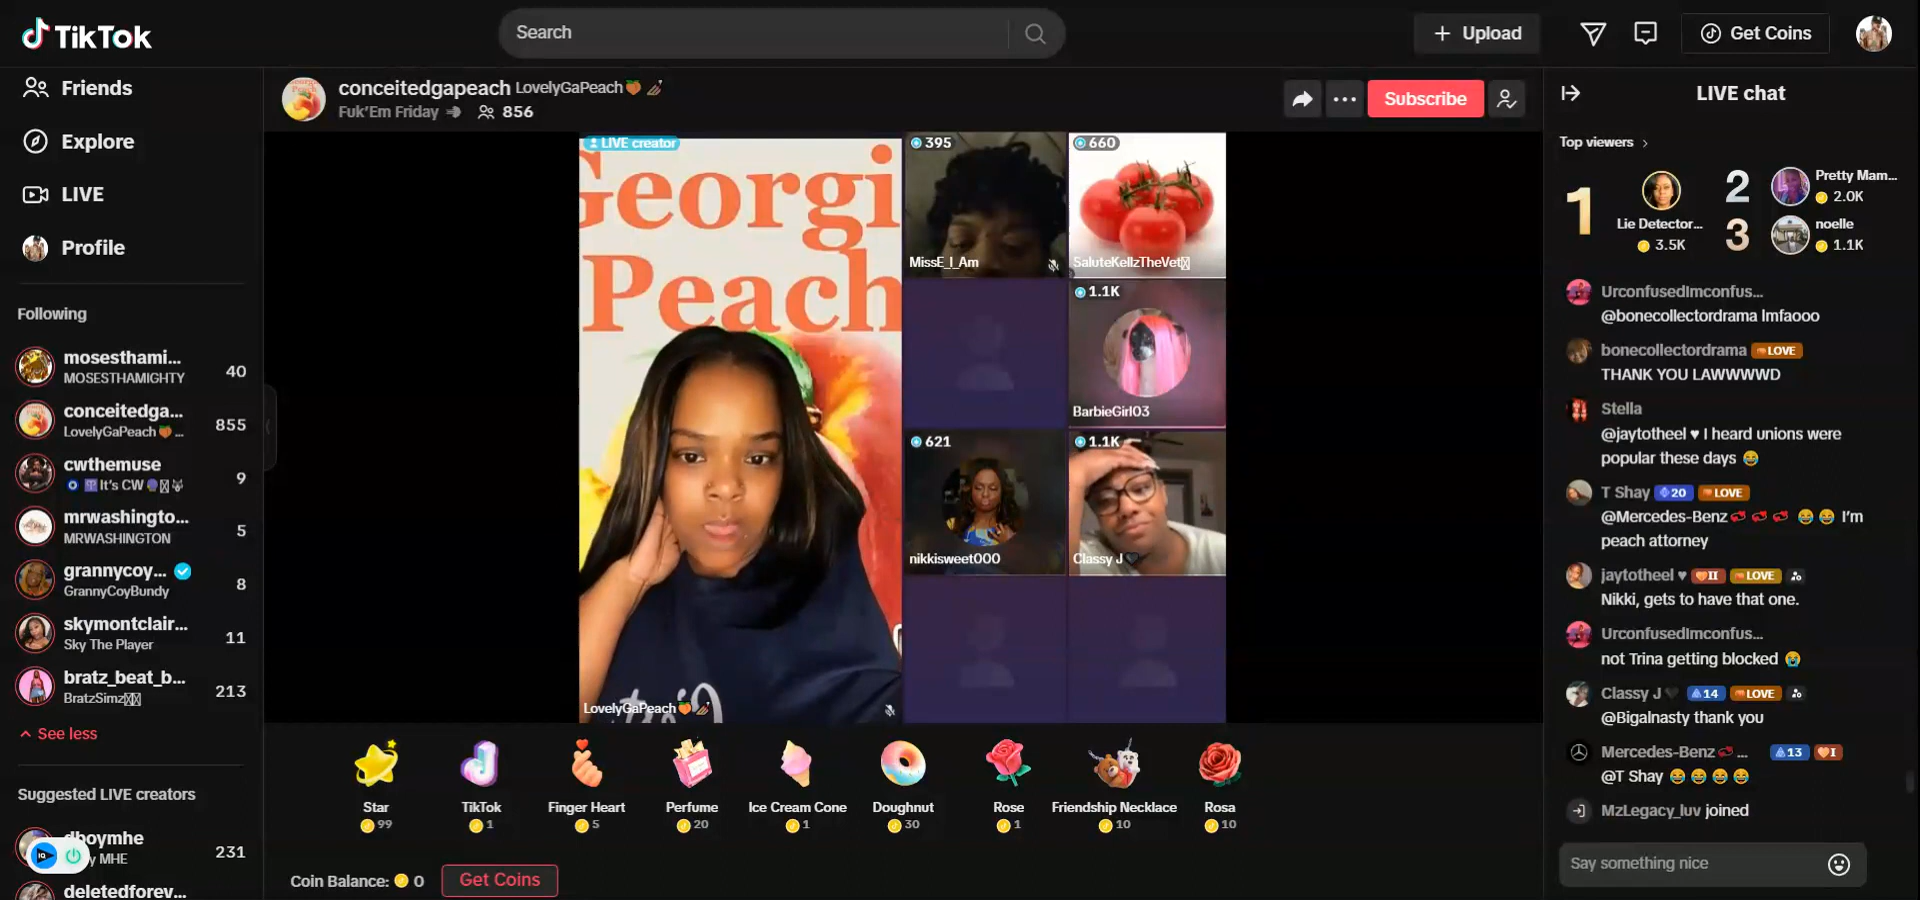 TikTok
Search
Upload
Get Coins
Friends
Explore
LIVE
Profile
Following
mosesthami...
MOSESTHAMIGHTY
40
conceitedga...
LovelyGaPeach🍑 ...
855
cwthemuse
It's CW
9
mrwashingto...
MRWASHINGTON
5
grannycoy...
GrannyCoyBundy
8
skymontclair...
Sky The Player
11
bratz_beat_b...
BratzSimz
213
See less
Suggested LIVE creators
dboymhe
y MHE
231
deletedforev...
conceitedgapeach LovelyGaPeach🍑💅🏾
Fuk'Em Friday
856
Subscribe
LIVE creator
Georgi
Peach
LovelyGaPeach🍑💅🏾
395
MissE_I_Am
660
SaluteKellzTheVet
1.1K
BarbieGirl03
621
nikkisweet000
1.1K
Classy J🖤
Star
99
TikTok
1
Finger Heart
5
Perfume
20
Ice Cream Cone
1
Doughnut
30
Rose
1
Friendship Necklace
10
Rosa
10
Coin Balance: 0
Get Coins
LIVE chat
Top viewers
1
Lie Detector...
3.5K
2
Pretty Mam...
2.0K
3
noelle
1.1K
UrconfusedImconfus...
@bonecollectordrama lmfaooo
bonecollectordrama LOVE
THANK YOU LAWWWWD
Stella
@jaytotheel ♥ I heard unions were
popular these days 😂
T Shay 20 LOVE
@Mercedes-Benz💞💞💞 😂😂 I'm
peach attorney
jaytotheel ♥ II LOVE
Nikki, gets to have that one.
UrconfusedImconfus...
not Trina getting blocked 😭
Classy J🖤 14 LOVE
@Bigalnasty thank you
Mercedes-Benz💞 ... 13 I
@T Shay 😂😂😂😂
MzLegacy_luv joined
Say something nice